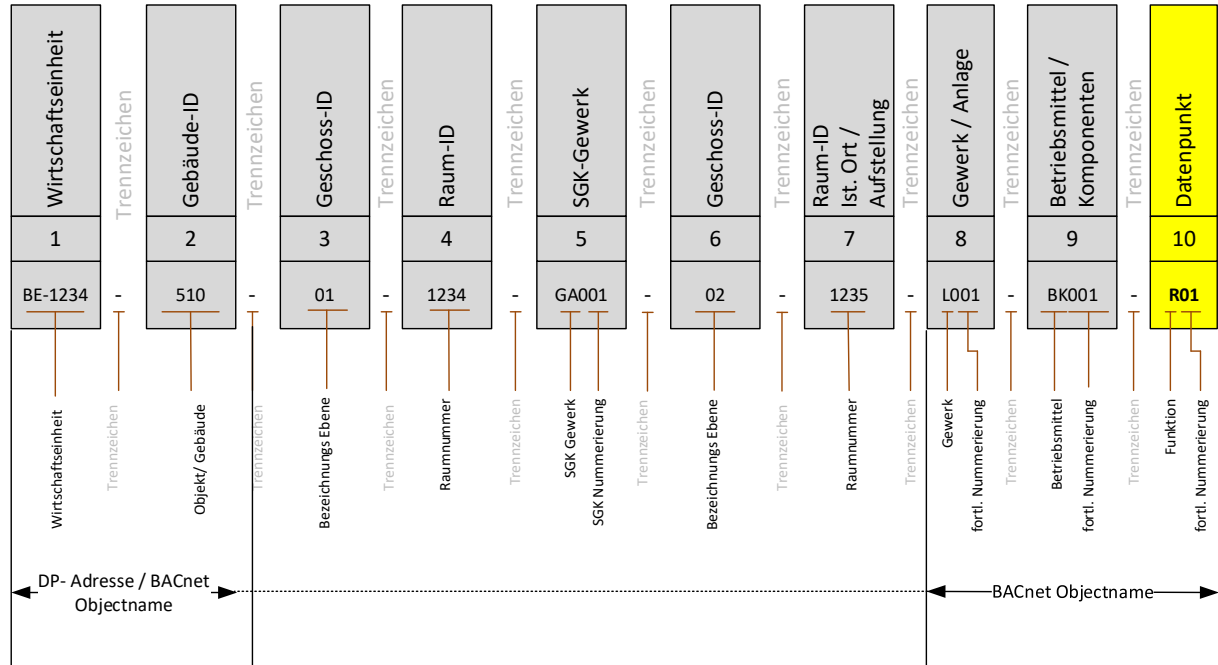 Wirtschaftseinheit
Trennzeichen
Gebäude-ID
Trennzeichen
Geschoss-ID
Trennzeichen
Raum-ID
Trennzeichen
SGK-Gewerk
Trennzeichen
Geschoss-ID
Trennzeichen
Raum-ID
Ist. Ort /
Aufstellung
Trennzeichen
Gewerk / Anlage
Trennzeichen
Betriebsmittel /
Komponenten
Trennzeichen
Datenpunkt
1
2
3
4
5
6
7
8
9
10
BE-1234
-
510
-
01
-
1234
-
GA001
-
02
-
1235
-
L001
-
BK001
-
R01
Wirtschaftseinheit
Trennzeichen
Objekt/ Gebäude
Trennzeichen
Bezeichnungs Ebene
Trennzeichen
Raumnummer
Trennzeichen
SGK Gewerk
SGK Nummerierung
Trennzeichen
Bezeichnungs Ebene
Trennzeichen
Raumnummer
Trennzeichen
Gewerk
fortl. Nummerierung
Trennzeichen
Betriebsmittel
fortl. Nummerierung
Trennzeichen
Funktion
fortl. Nummerierung
DP- Adresse / BACnet
Objectname
BACnet Objectname